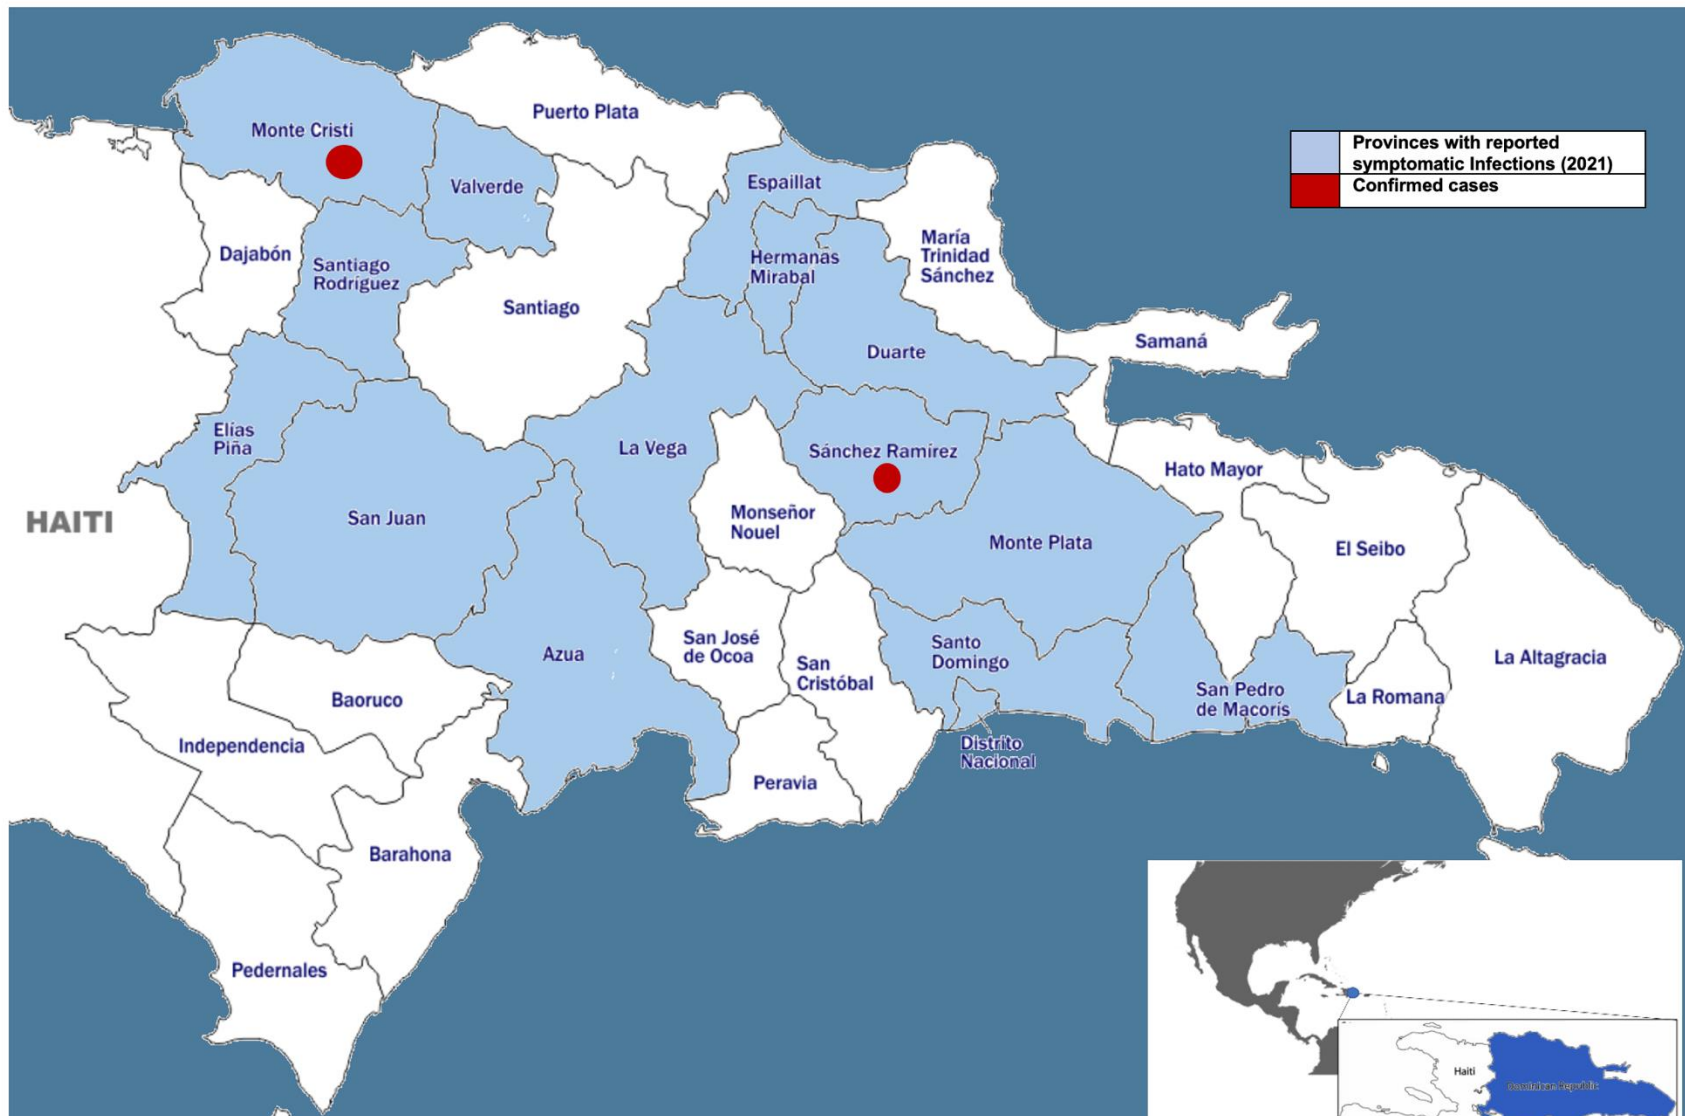 Puerto Plata
Monte Cristi
Provinces with reported
symptomatic Infections (2021)
Confirmed cases
Valverde
Espaillat
Dajabón
Santiago
Rodríguez
Hermanas
Mirabal
María
Trinidad
Sánchez
Santiago
Samaná
Duarte
Elías
Piña
La Vega
Sánchez Ramírez
Hato Mayor
HAITI
San Juan
Monseñor
Nouel
Monte Plata
El Seibo
San José
de Ocoa
Azua
San
Cristóbal
Santo
Domingo
La Altagracia
Baoruco
San Pedro
de Macorís
La Romana
Independencia
Distrito
Nacional
Peravia
Barahona
Pedernales
Haiti
Dominican Republic